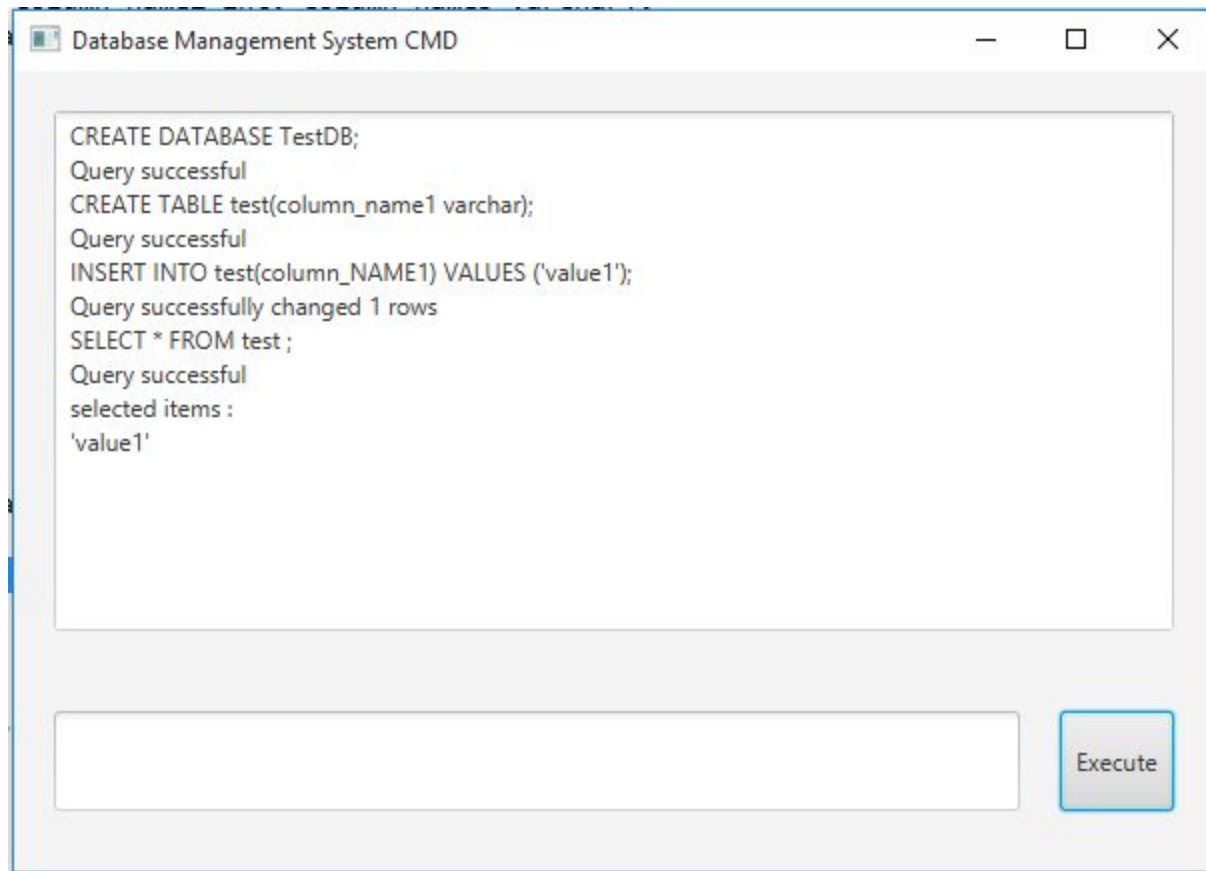 Database Management System CMD
CREATE DATABASE TestDB;
Query successful
CREATE TABLE test(column_name1 varchar);
Query successful
INSERT INTO test(column_NAME1) VALUES ('value1');
Query successfully changed 1 rows
SELECT * FROM test ;
Query successful
selected items :
'value1'
Execute